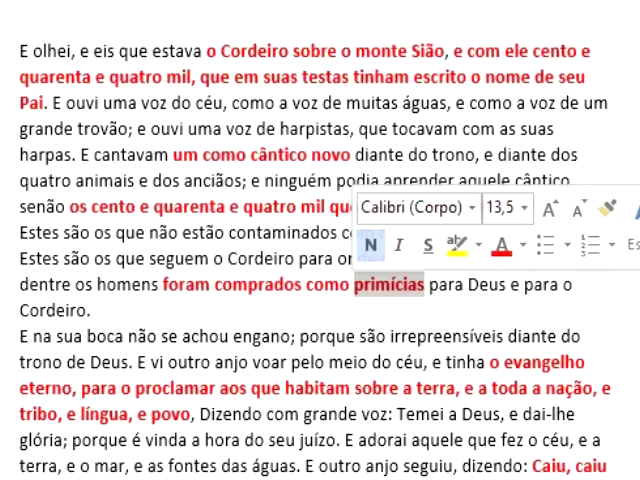 E olhei, e eis que estava o Cordeiro sobre o monte Sião, e com ele cento e
quarenta e quatro mil, que em suas testas tinham escrito o nome de seu
Pai. E ouvi uma voz do céu, como a voz de muitas águas, e como a voz de um
grande trovão; e ouvi uma voz de harpistas, que tocavam com as suas
harpas. E cantavam um como cântico novo diante do trono, e diante dos
quatro animais e dos anciãos; e ninguém podia aprender aquele cântico
senão os cento e quarenta e quatro mil
Calibri (Corpo) 13,5 A A
Estes são os que não estão contaminados
N I S aby A
Estes são os que seguem o Cordeiro para
dentre os homens foram comprados como primícias para Deus e para o
Cordeiro.
E na sua boca não se achou engano; porque são irrepreensíveis diante do
trono de Deus. E vi outro anjo voar pelo meio do céu, e tinha o evangelho
eterno, para o proclamar aos que habitam sobre a terra, e a toda a nação, e
tribo, e língua, e povo, Dizendo com grande voz: Temei a Deus, e dai-lhe
glória; porque é vinda a hora do seu juízo. E adorai aquele que fez o céu, e a
terra, e o mar, e as fontes das águas. E outro anjo seguiu, dizendo: Caiu, caiu